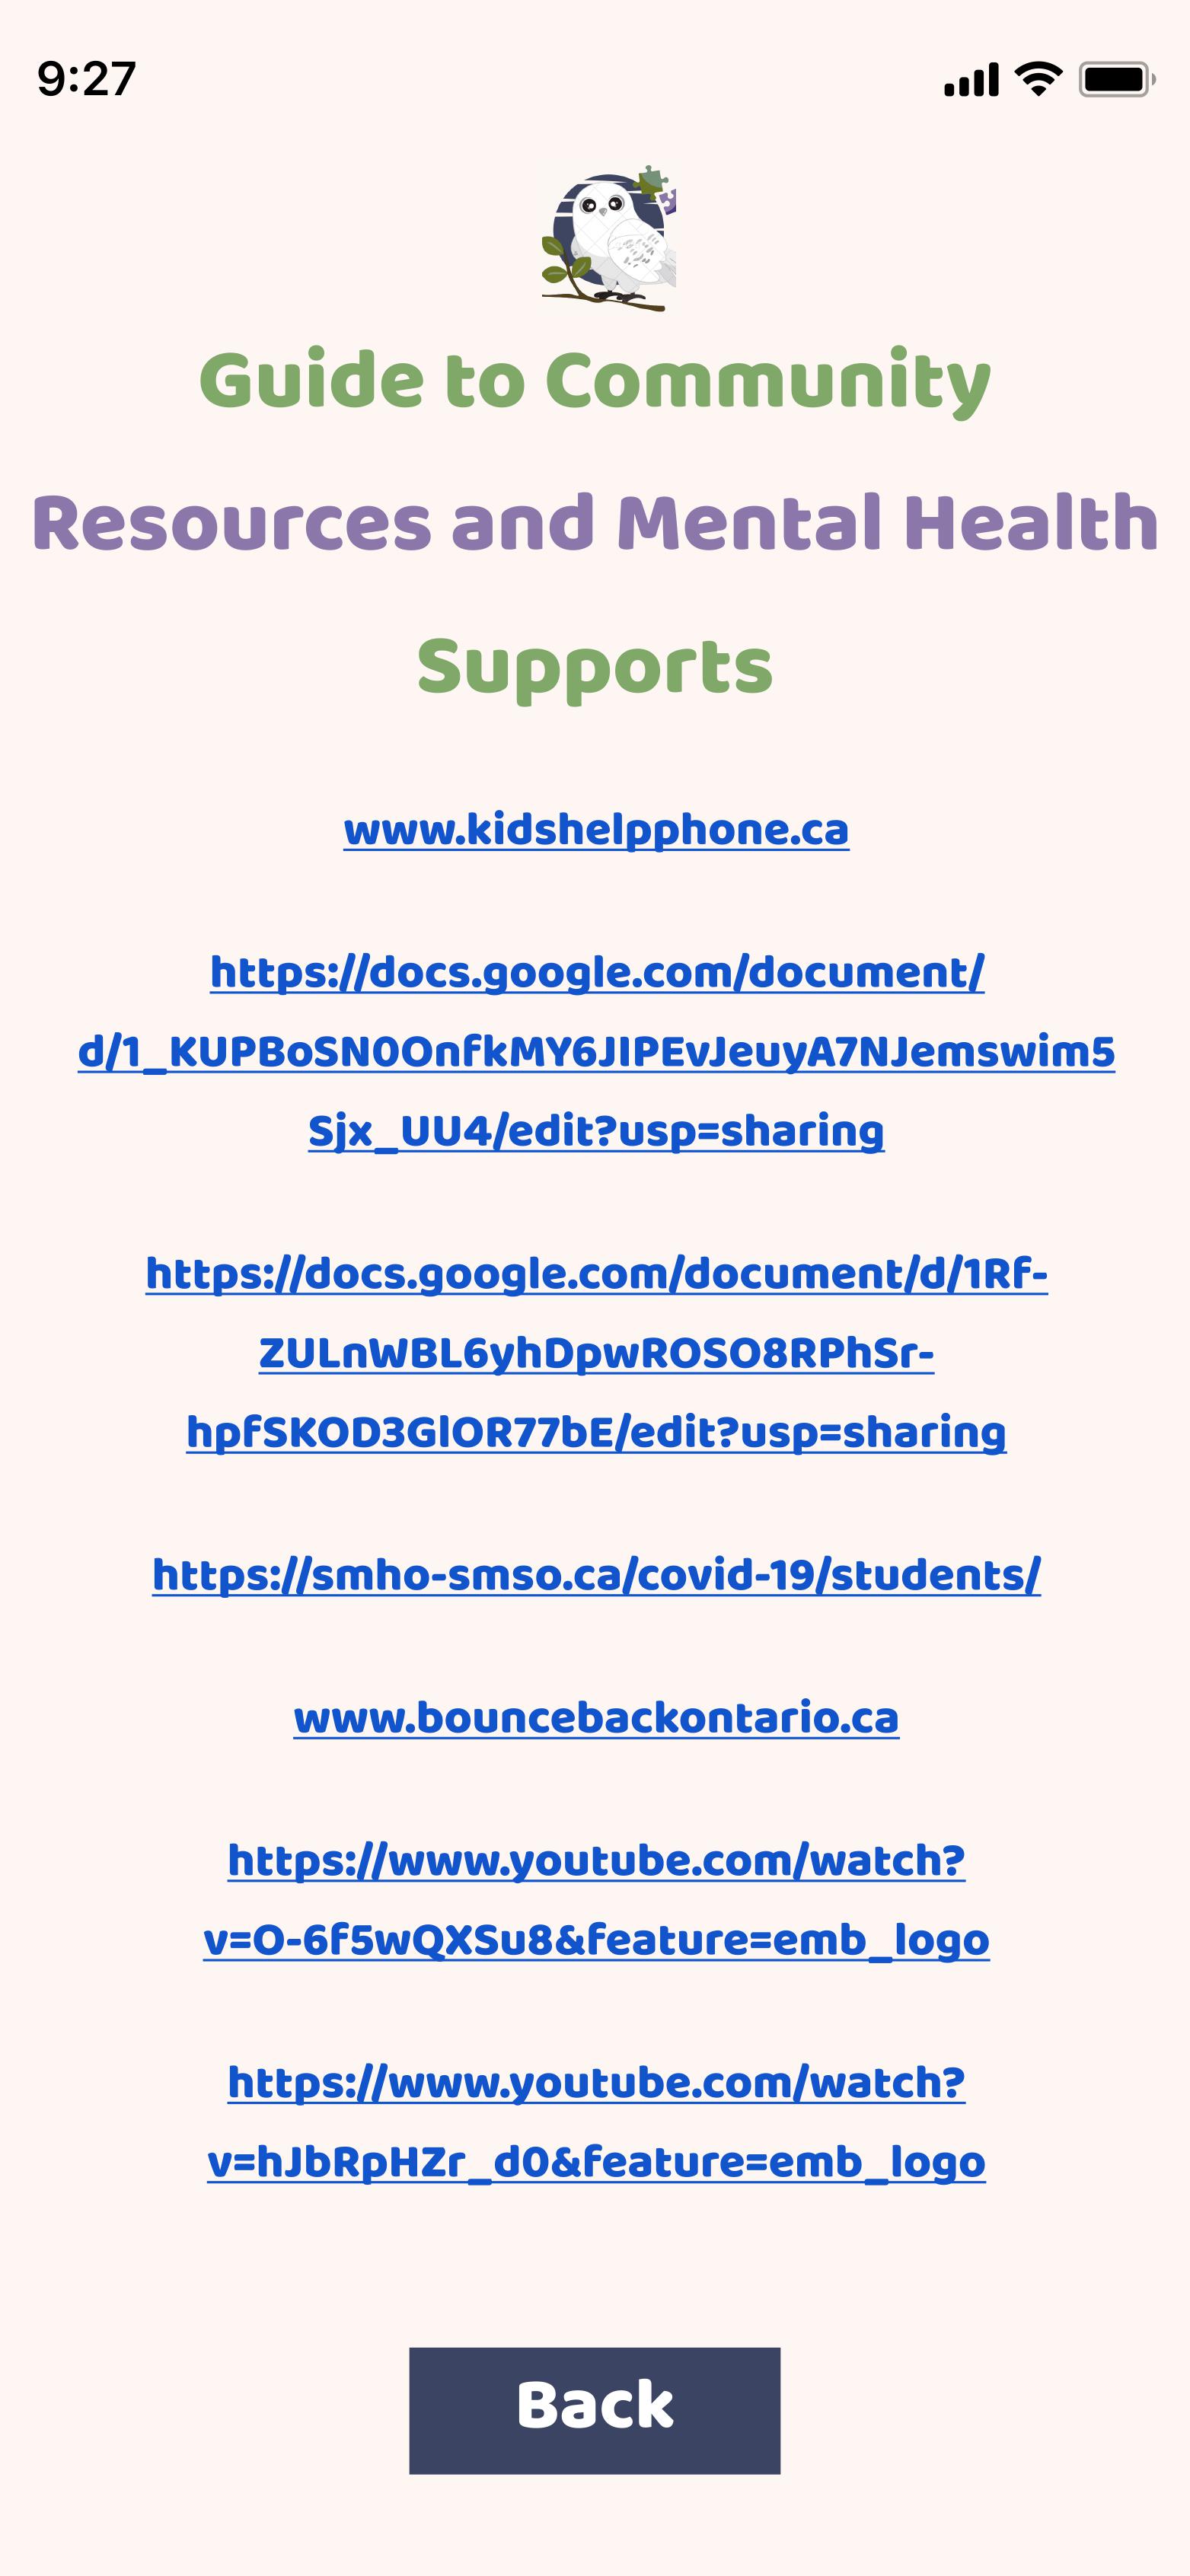 9:27
Guide to Community
Resources and Mental Health
Supports
www.kidshelpphone.ca
https://docs.google.com/document/
d/1_KUPBoSN0OnfkMY6JIPEvJeuyA7NJemswim5
Sjx_UU4/edit?usp=sharing
https://docs.google.com/document/d/1Rf-
ZULnWBL6yhDpwROSO8RPhSr-
hpfSKOD3GlOR77bE/edit?usp=sharing
https://smho-smso.ca/covid-19/students/
www.bouncebackontario.ca
https://www.youtube.com/watch?
v=O-6f5wQXSu8&feature=emb_logo
https://www.youtube.com/watch?
v=hJbRpHZr_d0&feature=emb_logo
Back